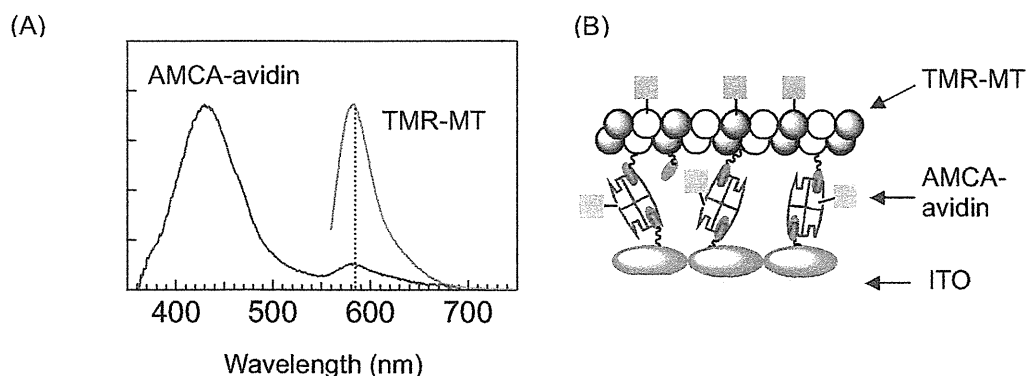 (A)
AMCA-avidin
TMR-MT
400 500 600 700
Wavelength (nm)
(B)
TMR-MT
AMCA-
avidin
ITO